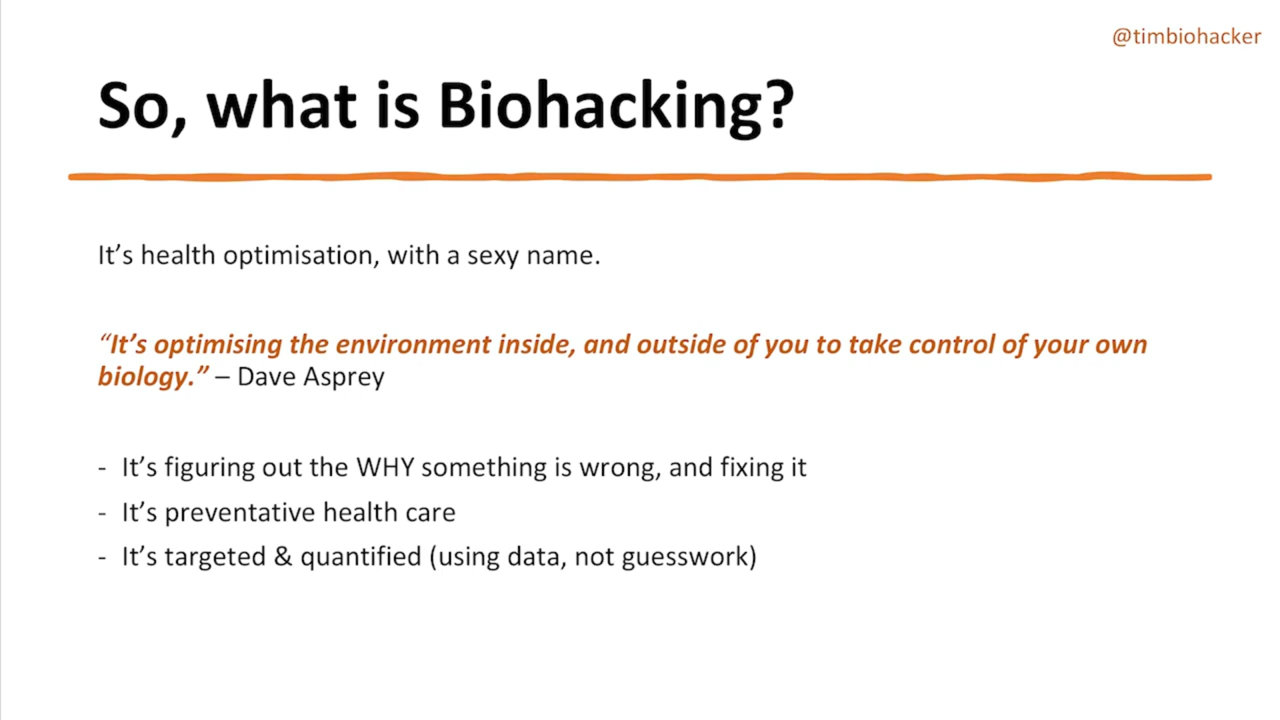 @timbiohacker
So, what is Biohacking?
It’s health optimisation, with a sexy name.
“It’s optimising the environment inside, and outside of you to take control of your own
biology.” – Dave Asprey
- It’s figuring out the WHY something is wrong, and fixing it
- It’s preventative health care
- It’s targeted & quantified (using data, not guesswork)